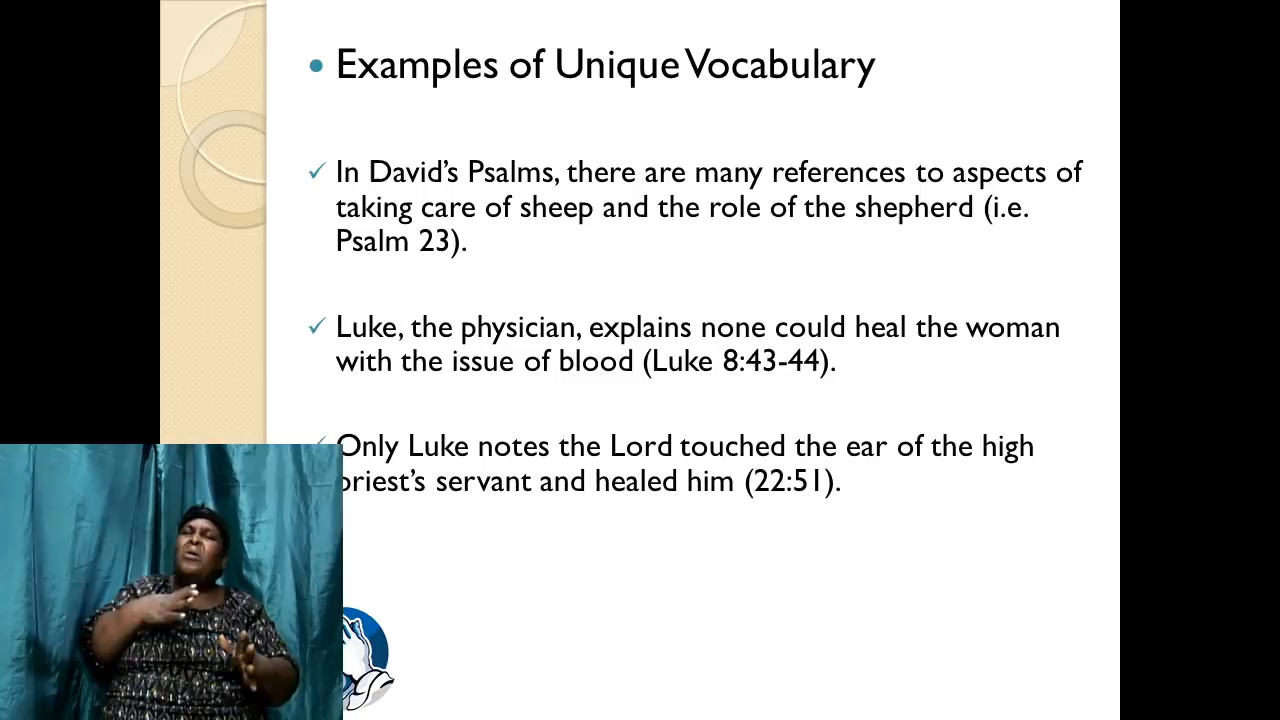 Examples of Unique Vocabulary
In David's Psalms, there are many references to aspects of
taking care of sheep and the role of the shepherd (i.e.
Psalm 23).
Luke, the physician, explains none could heal the woman
with the issue of blood (Luke 8:43-44).
Only Luke notes the Lord touched the ear of the high
priest's servant and healed him (22:51).